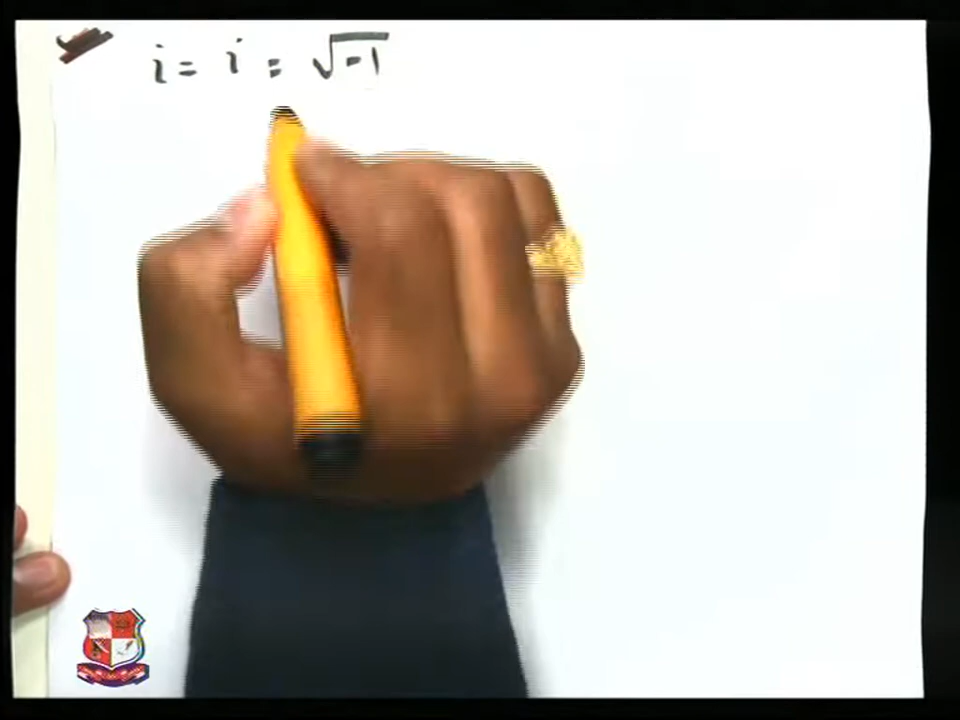 i = i = √-1